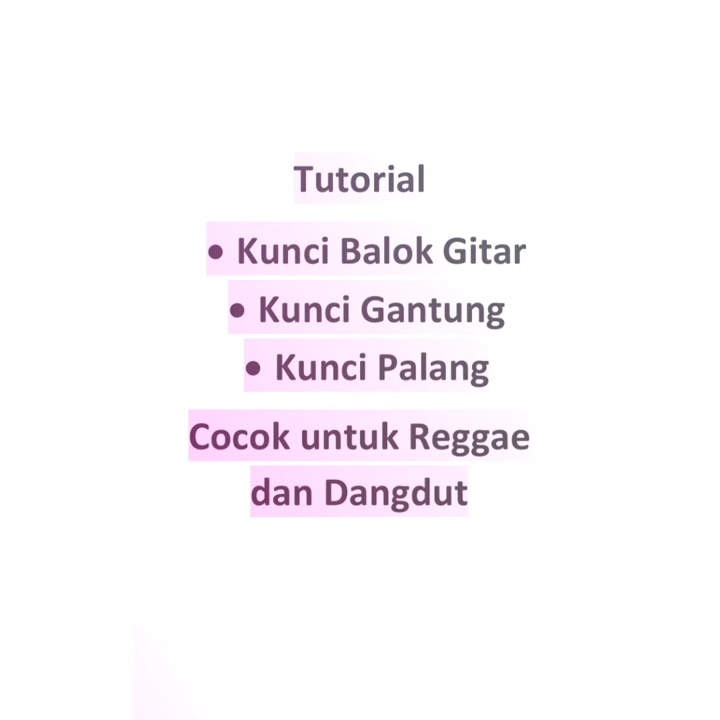 Tutorial
• Kunci Balok Gitar
• Kunci Gantung
• Kunci Palang
Cocok untuk Reggae
dan Dangdut